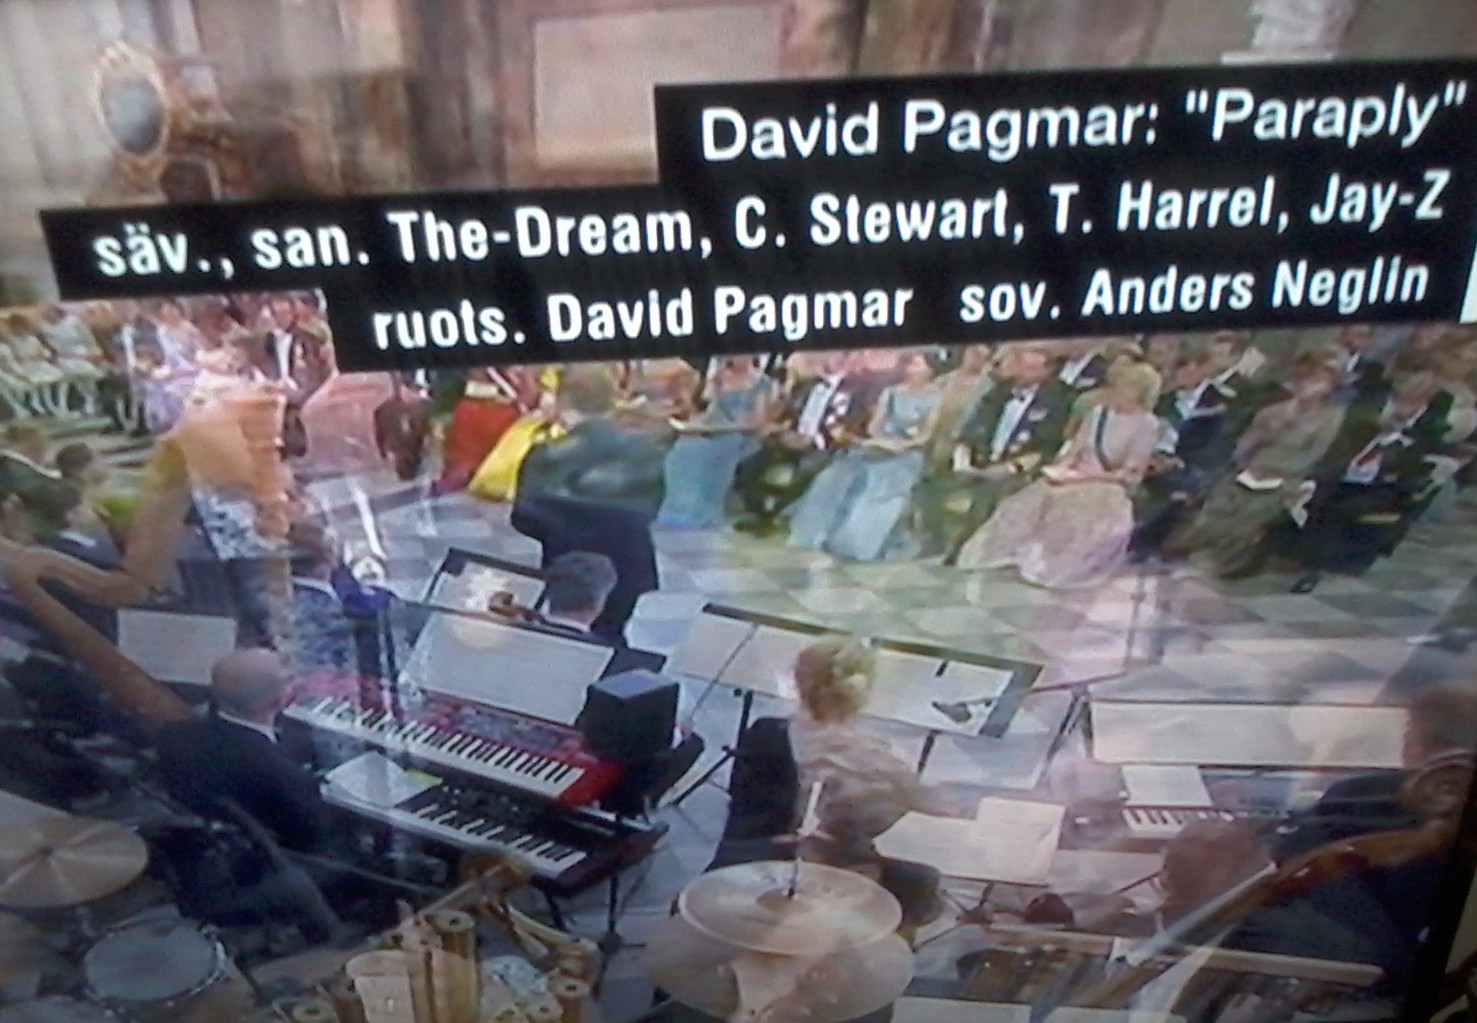 David Pagmar: "Paraply"
säv., san. The-Dream, C. Stewart, T. Harrel, Jay-Z
ruots. David Pagmar sov. Anders Neglin